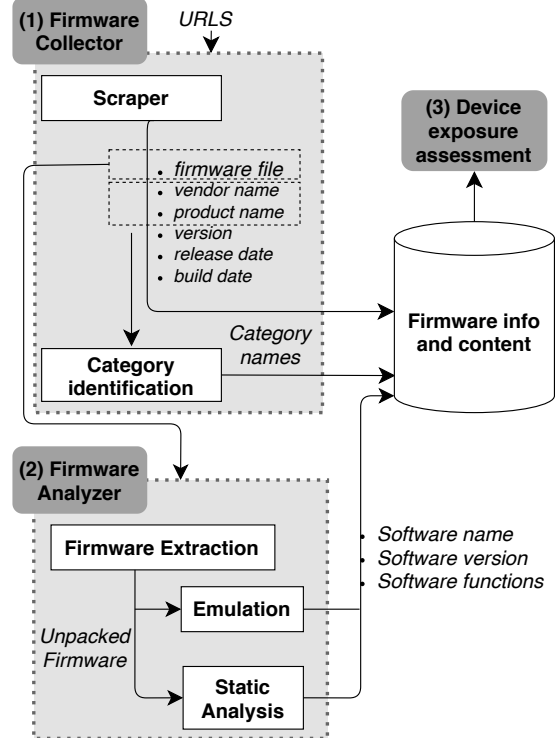 (1) Firmware
Collector
URLS
Scraper
(3) Device
exposure
assessment
• firmware file
• vendor name
• product name
• version
• release date
• build date
Firmware info
and content
Category
names
Category
identification
(2) Firmware
Analyzer
Firmware Extraction
• Software name
• Software version
• Software functions
Emulation
Unpacked
Firmware
Static
Analysis